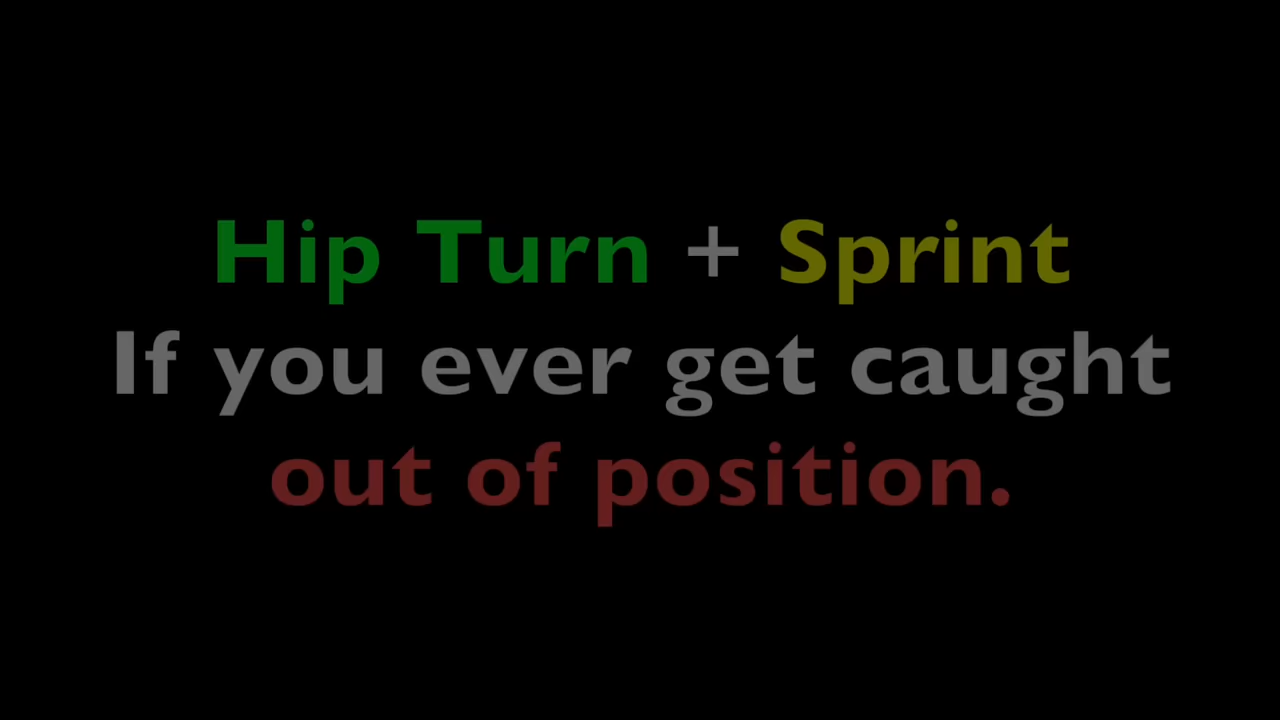 Hip Turn + Sprint
If you ever get caught
out of position.